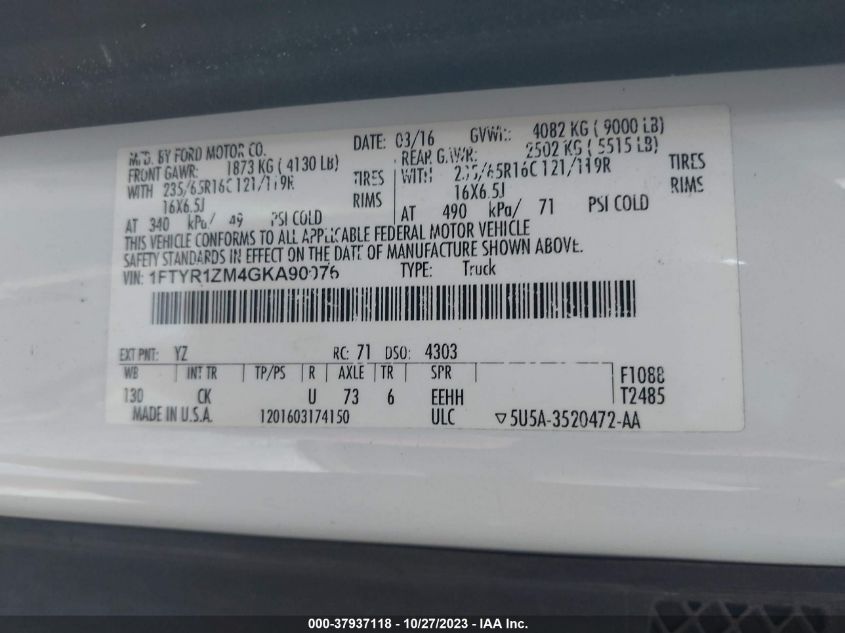 MFD. BY FORD MOTOR CO.
DATE: 03/16 GVWR: 4082 KG ( 9000 LB)
FRONT GAWR: 1873 KG ( 4130 LB)
REAR GAWR: 2502 KG ( 5515 LB)
WITH 235/65R16C 121/119R TIRES
WITH 235/65R16C 121/119R TIRES
16X6.5J RIMS
16X6.5J RIMS
AT 340 kPa/ 49 PSI COLD
AT 490 kPa/ 71 PSI COLD
THIS VEHICLE CONFORMS TO ALL APPLICABLE FEDERAL MOTOR VEHICLE
SAFETY STANDARDS IN EFFECT ON THE DATE OF MANUFACTURE SHOWN ABOVE.
VIN: 1FTYR1ZM4GKA90076 TYPE: Truck
EXT PNT: YZ RC: 71 DSO: 4303
WB INT TR TP/PS R AXLE TR SPR F1088
130 CK U 73 6 EEHH T2485
MADE IN U.S.A. 1201603174150 ULC ▽5U5A-3520472-AA
000-37937118 - 10/27/2023 - IAA Inc.